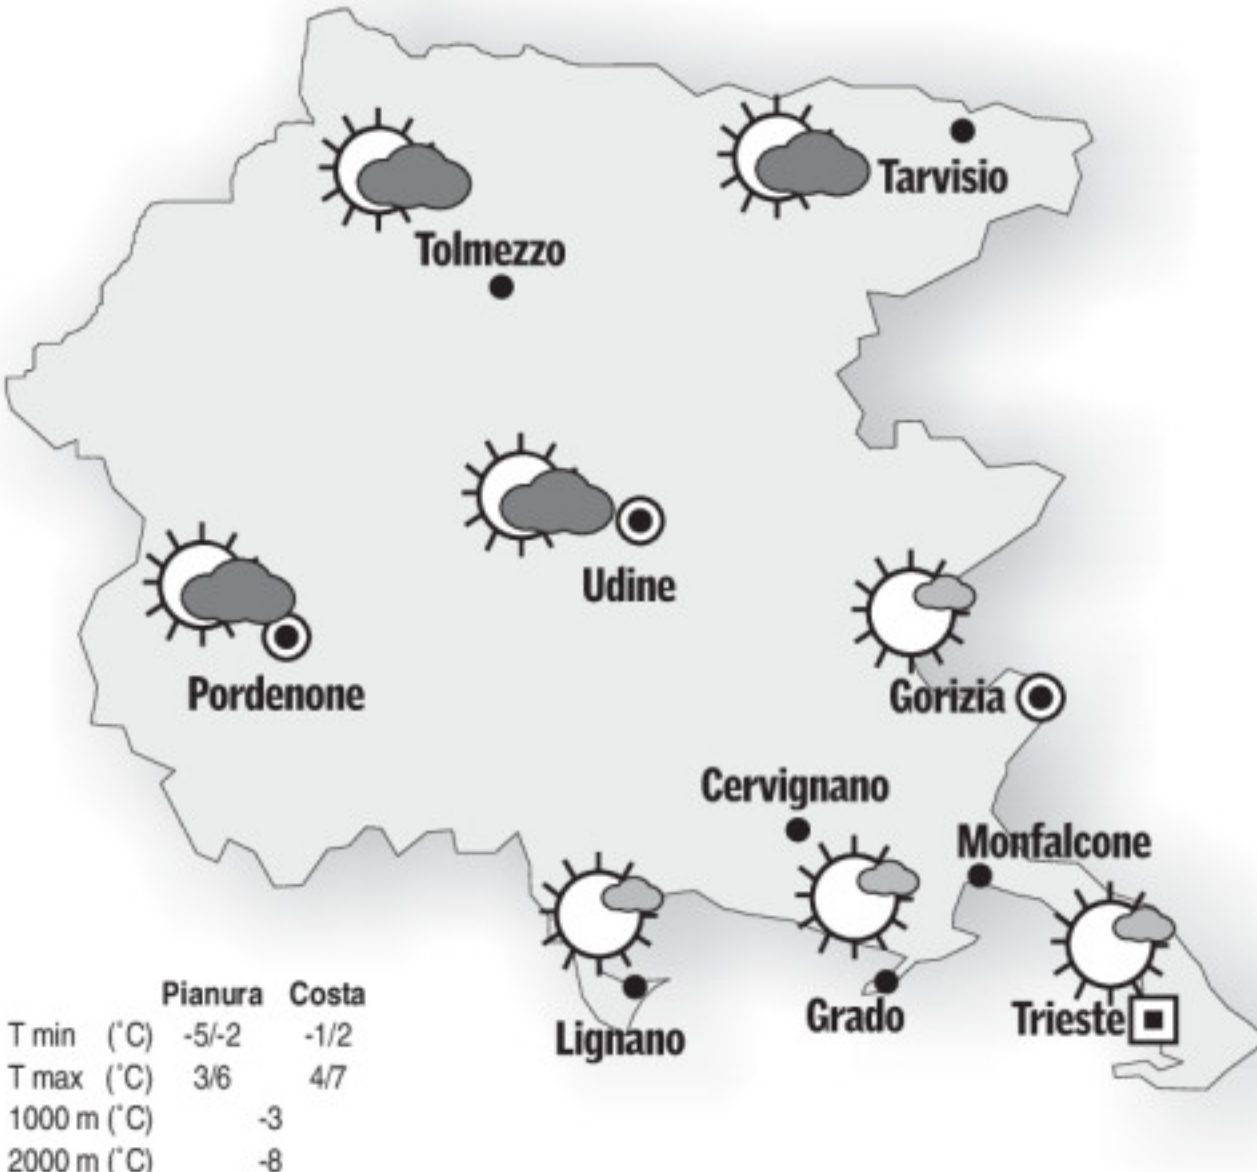 Tarvisio
Tolmezzo
Udine
Pordenone
Gorizia
Cervignano
Monfalcone
Grado
Trieste
Lignano
Pianura Costa
T min (˚C) -5/-2 -1/2
T max (˚C) 3/6 4/7
1000 m (˚C) -3
2000 m (˚C) -8